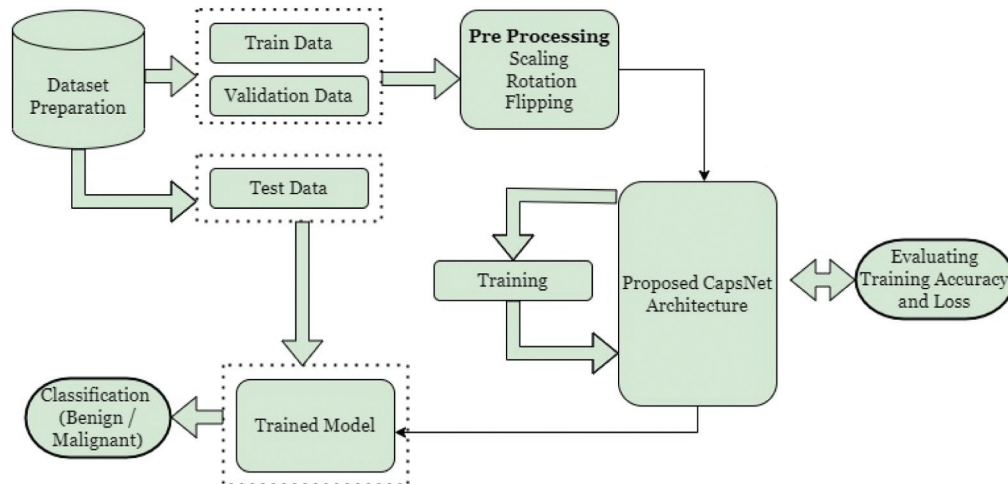 Dataset
Preparation
Train Data
Validation Data
Pre Processing
Scaling
Rotation
Flipping
Test Data
Training
Proposed CapsNet
Architecture
Evaluating
Training Accuracy
and Loss
Classification
(Benign /
Malignant)
Trained Model